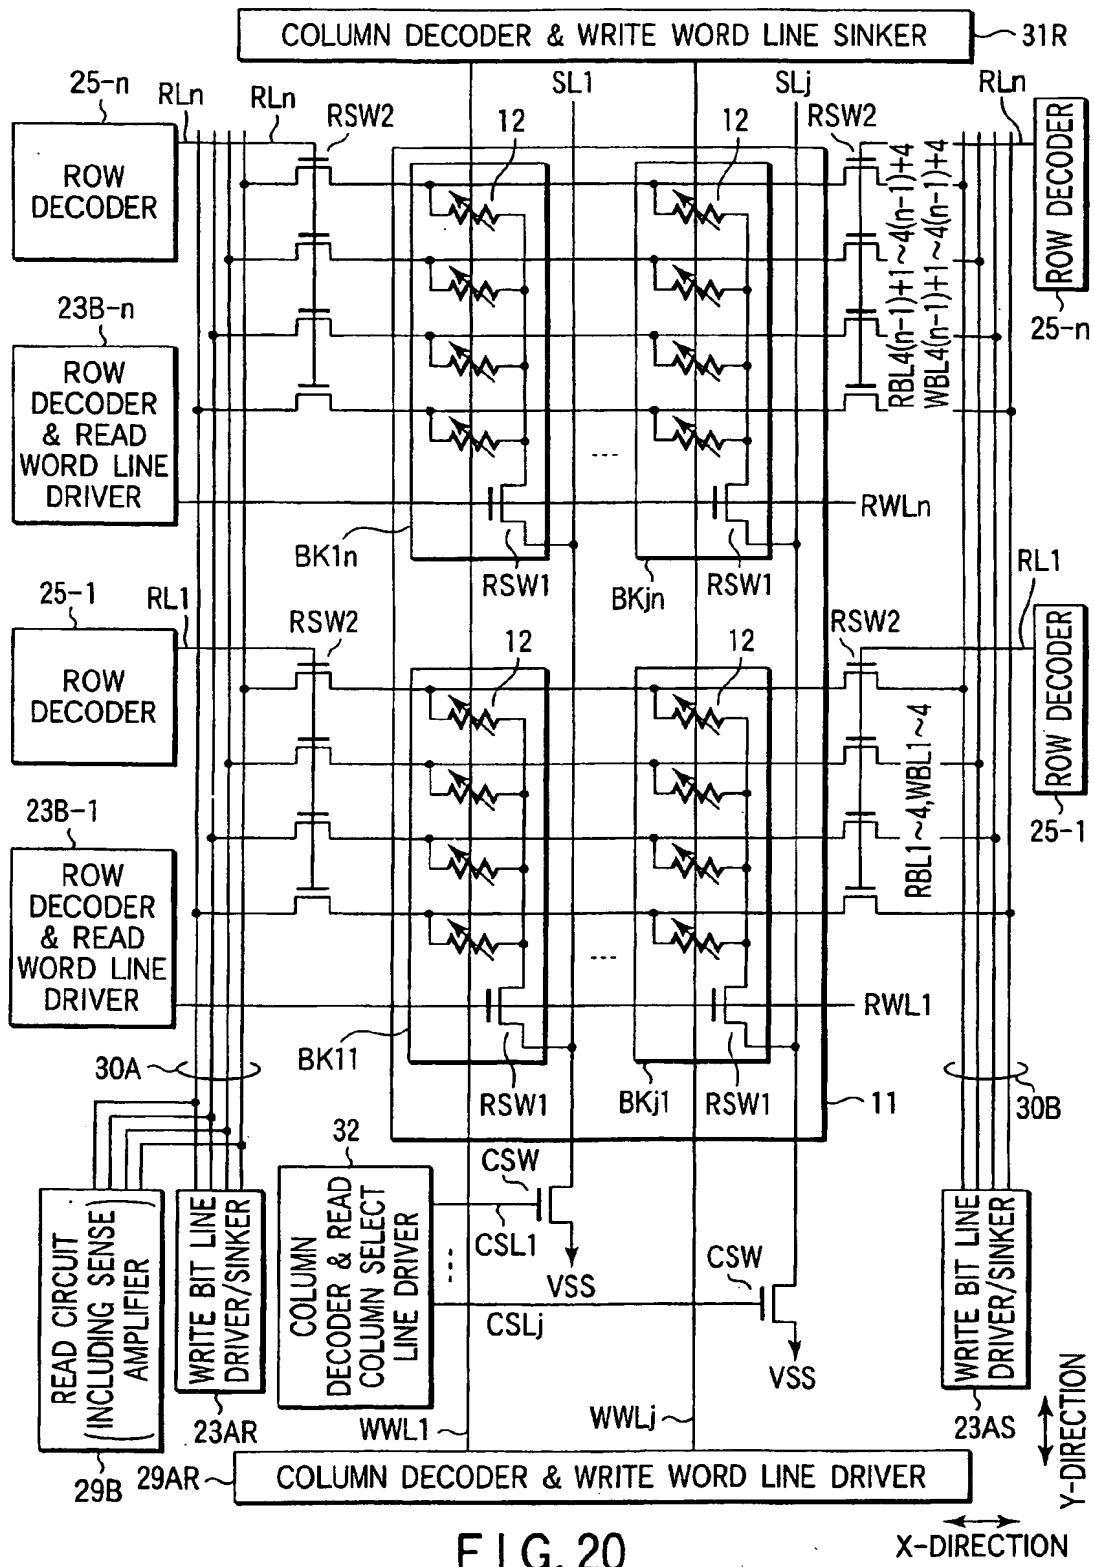 COLUMN DECODER & WRITE WORD LINE SINKER
31R
25-n
RLn
RLn
RSW2
12
SL1
12
SLj
RSW2
RLn
ROW
DECODER
ROW DECODER
25-n
RBL4(n-1)+1~4(n-1)+4
WBL4(n-1)+1~4(n-1)+4
23B-n
ROW
DECODER
& READ
WORD LINE
DRIVER
...
RWLn
BK1n
RSW1
BKjn
RSW1
25-1
RL1
RSW2
12
12
RSW2
RL1
ROW
DECODER
ROW DECODER
25-1
RBL1~4,WBL1~4
23B-1
ROW
DECODER
& READ
WORD LINE
DRIVER
...
RWL1
30A
BK11
RSW1
BKj1
RSW1
11
30B
32
CSW
CSL1
VSS
CSW
CSLj
VSS
READ CIRCUIT
(INCLUDING SENSE
AMPLIFIER)
WRITE BIT LINE
DRIVER/SINKER
COLUMN
DECODER & READ
COLUMN SELECT
LINE DRIVER
WRITE BIT LINE
DRIVER/SINKER
23AR
WWL1
WWLj
23AS
29B
29AR
COLUMN DECODER & WRITE WORD LINE DRIVER
Y-DIRECTION
X-DIRECTION
FIG. 20